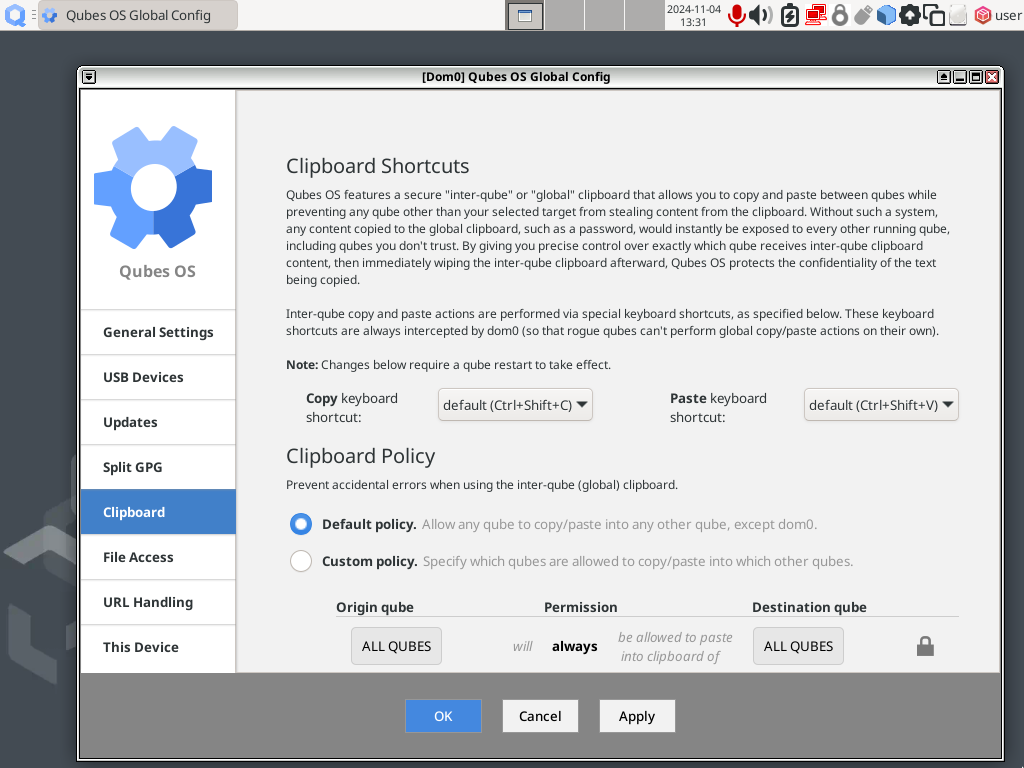 Qubes OS Global Config
2024-11-04
13:31
user
[Dom0] Qubes OS Global Config
Qubes OS
General Settings
USB Devices
Updates
Split GPG
Clipboard
File Access
URL Handling
This Device
Clipboard Shortcuts
Qubes OS features a secure "inter-qube" or "global" clipboard that allows you to copy and paste between qubes while
preventing any qube other than your selected target from stealing content from the clipboard. Without such a system,
any content copied to the global clipboard, such as a password, would instantly be exposed to every other running qube,
including qubes you don't trust. By giving you precise control over exactly which qube receives inter-qube clipboard
content, then immediately wiping the inter-qube clipboard afterward, Qubes OS protects the confidentiality of the text
being copied.
Inter-qube copy and paste actions are performed via special keyboard shortcuts, as specified below. These keyboard
shortcuts are always intercepted by dom0 (so that rogue qubes can't perform global copy/paste actions on their own).
Note: Changes below require a qube restart to take effect.
Copy keyboard
shortcut:
default (Ctrl+Shift+C)
Paste keyboard
shortcut:
default (Ctrl+Shift+V)
Clipboard Policy
Prevent accidental errors when using the inter-qube (global) clipboard.
Default policy. Allow any qube to copy/paste into any other qube, except dom0.
Custom policy. Specify which qubes are allowed to copy/paste into which other qubes.
Origin qube Permission Destination qube
ALL QUBES will always be allowed to paste
into clipboard of ALL QUBES
OK Cancel Apply